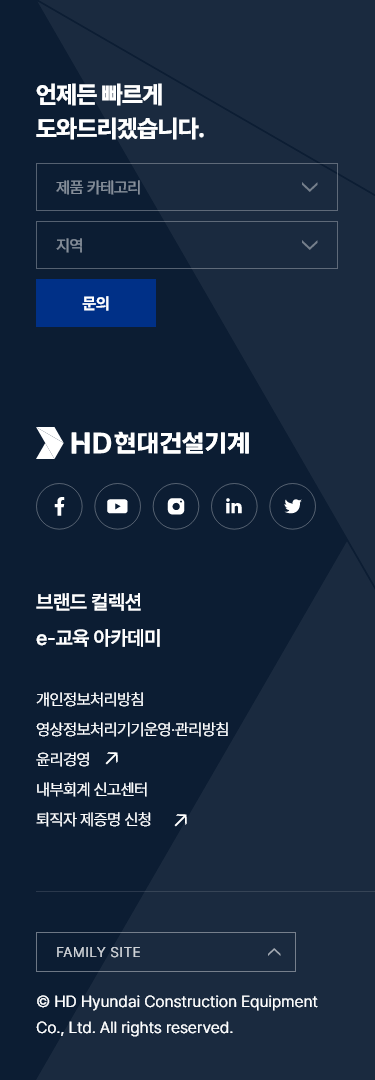 언제든 빠르게
도와드리겠습니다.
제품 카테고리
지역
문의
HD현대건설기계
브랜드 컬렉션
e-교육 아카데미
개인정보처리방침
영상정보처리기기운영·관리방침
윤리경영
내부회계 신고센터
퇴직자 제증명 신청
FAMILY SITE
© HD Hyundai Construction Equipment
Co., Ltd. All rights reserved.